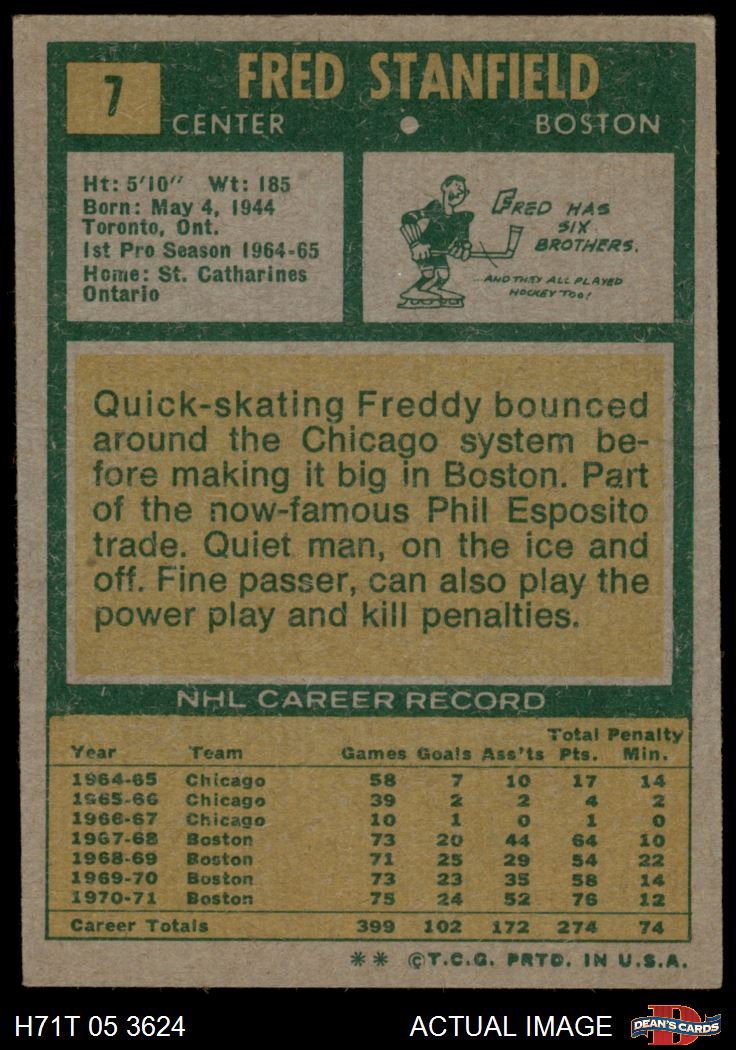 7
FRED STANFIELD
CENTER
BOSTON
Ht: 5'10" Wt: 185
Born: May 4, 1944
Toronto, Ont.
1st Pro Season 1964-65
Home: St. Catharines
Ontario
FRED HAS
SIX
BROTHERS.
...AND THEY ALL PLAYED
HOCKEY TOO!
Quick-skating Freddy bounced
around the Chicago system be-
fore making it big in Boston. Part
of the now-famous Phil Esposito
trade. Quiet man, on the ice and
off. Fine passer, can also play the
power play and kill penalties.
NHL CAREER RECORD
Total Penalty
Year Team Games Goals Ass'ts Pts. Min.
1964-65 Chicago 58 7 10 17 14
1965-66 Chicago 39 2 2 4 2
1966-67 Chicago 10 1 0 1 0
1967-68 Boston 73 20 44 64 10
1968-69 Boston 71 25 29 54 22
1969-70 Boston 73 23 35 58 14
1970-71 Boston 75 24 52 76 12
Career Totals 399 102 172 274 74
** ©T.C.G. PRTD. IN U.S.A.
H71T 05 3624
ACTUAL IMAGE
D
DEAN'S CARDS